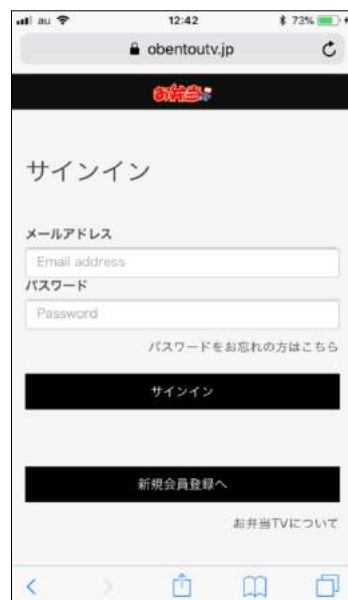 au 12:42 73%
obentoutv.jp
お弁当
サインイン
メールアドレス
Email address
パスワード
Password
パスワードをお忘れの方はこちら
サインイン
新規会員登録へ
お弁当TVについて